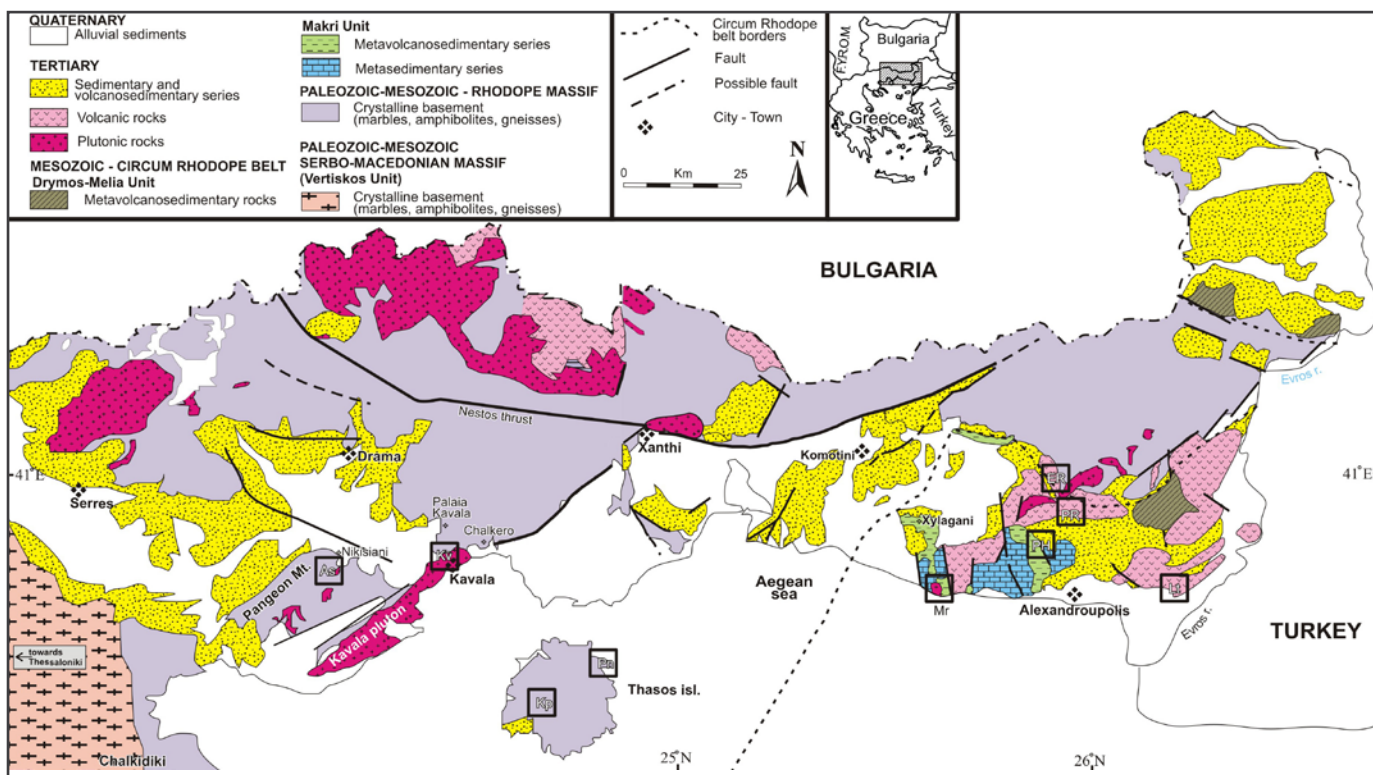 QUATERNARY
Alluvial sediments
TERTIARY
Sedimentary and
volcanosedimentary series
Volcanic rocks
Plutonic rocks
MESOZOIC - CIRCUM RHODOPE BELT
Drymos-Melia Unit
Metavolcanosedimentary rocks
Makri Unit
Metavolcanosedimentary series
Metasedimentary series
PALEOZOIC-MESOZOIC - RHODOPE MASSIF
Crystalline basement
(marbles, amphibolites, gneisses)
PALEOZOIC-MESOZOIC
SERBO-MACEDONIAN MASSIF
(Vertiskos Unit)
Crystalline basement
(marbles, amphibolites, gneisses)
Circum Rhodope
belt borders
Fault
Possible fault
City - Town
N
0 Km 25
Bulgaria
F.Y.R.O.M.
Greece
Turkey
BULGARIA
Evros r.
Nestos thrust
Xanthi
Komotini
Drama
41°E
41°E
Serres
Palaia
Kavala
Chalkero
Nikisiani
As
Kv
Kavala
Pangeon Mt.
Kavala pluton
Xylagani
ER
PR
PH
Mr
Lt
Alexandroupolis
Aegean
sea
Evros r.
TURKEY
towards
Thessaloniki
Pn
Kp
Thasos isl.
Chalkidiki
25°N
26°N